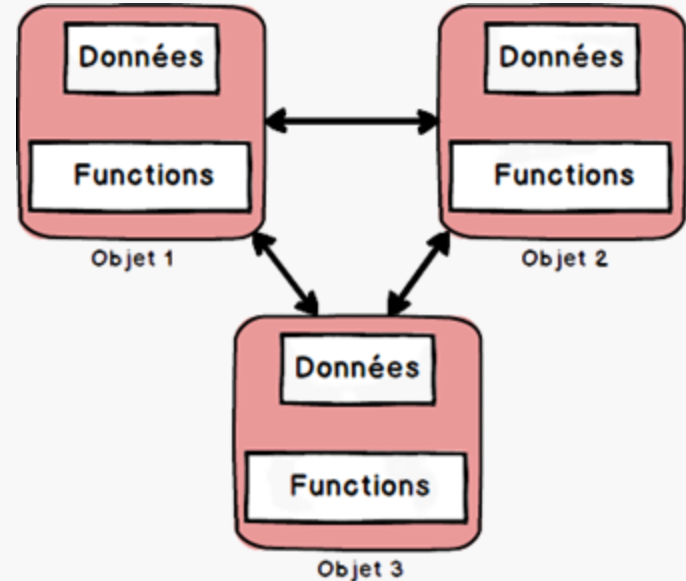 Données
Functions
Objet 1
Données
Functions
Objet 2
Données
Functions
Objet 3